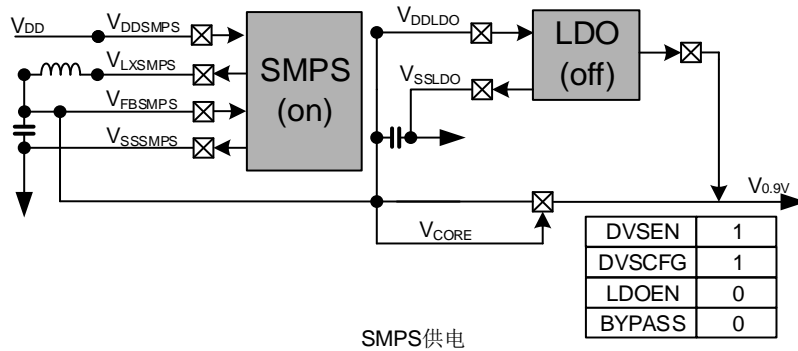 VDD
VDDSMPS
VLXSMPS
VFBSMPS
VSSSMPS
SMPS
(on)
VDDLDO
VSSLDO
LDO
(off)
VCORE
V0.9V
DVSEN 1
DVSCFG 1
LDOEN 0
BYPASS 0
SMPS供电